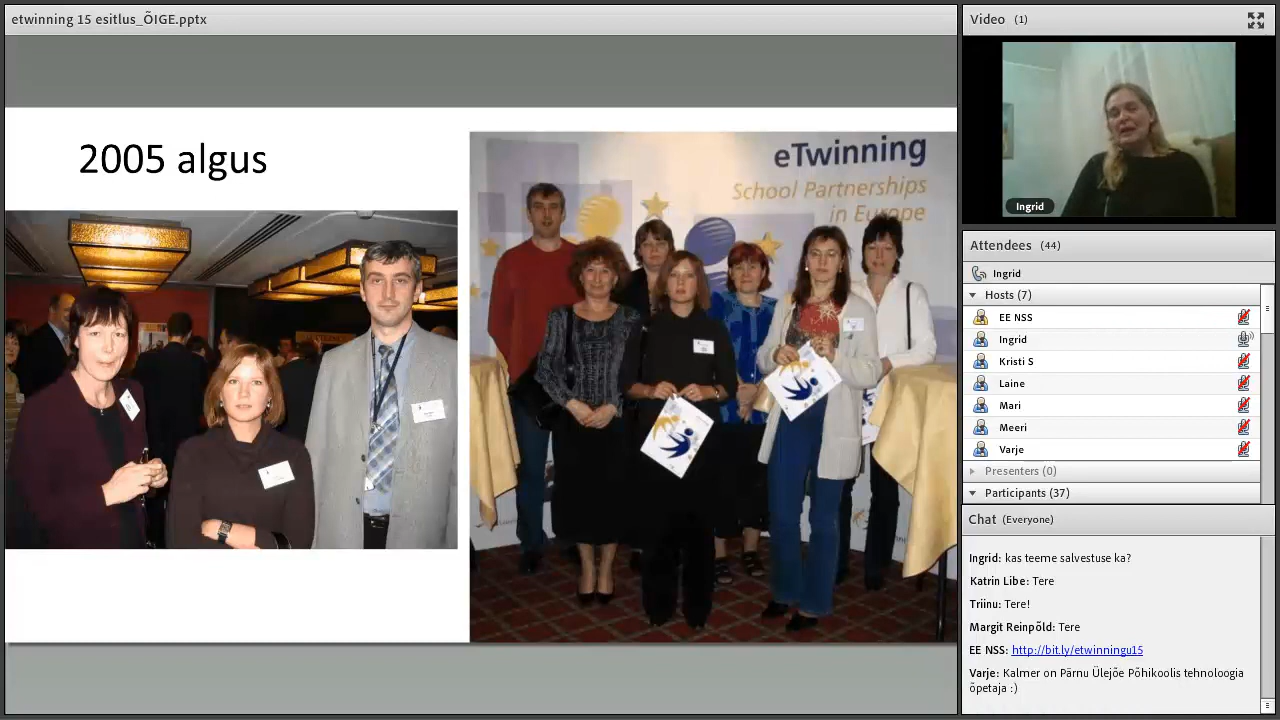 etwinning 15 esitlus_ÕIGE.pptx
2005 algus
eTwinning
School Partnerships
in Europe
Video (1)
Ingrid
Attendees (44)
Ingrid
Hosts (7)
EE NSS
Ingrid
Kristi S
Laine
Mari
Meeri
Varje
Presenters (0)
Participants (37)
Chat (Everyone)
Ingrid: kas teeme salvestuse ka?
Katrin Libe: Tere
Triinu: Tere!
Margit Reinpõld: Tere
EE NSS: http://bit.ly/etwinningu15
Varje: Kalmer on Pärnu Ülejõe Põhikoolis tehnoloogia
õpetaja :)